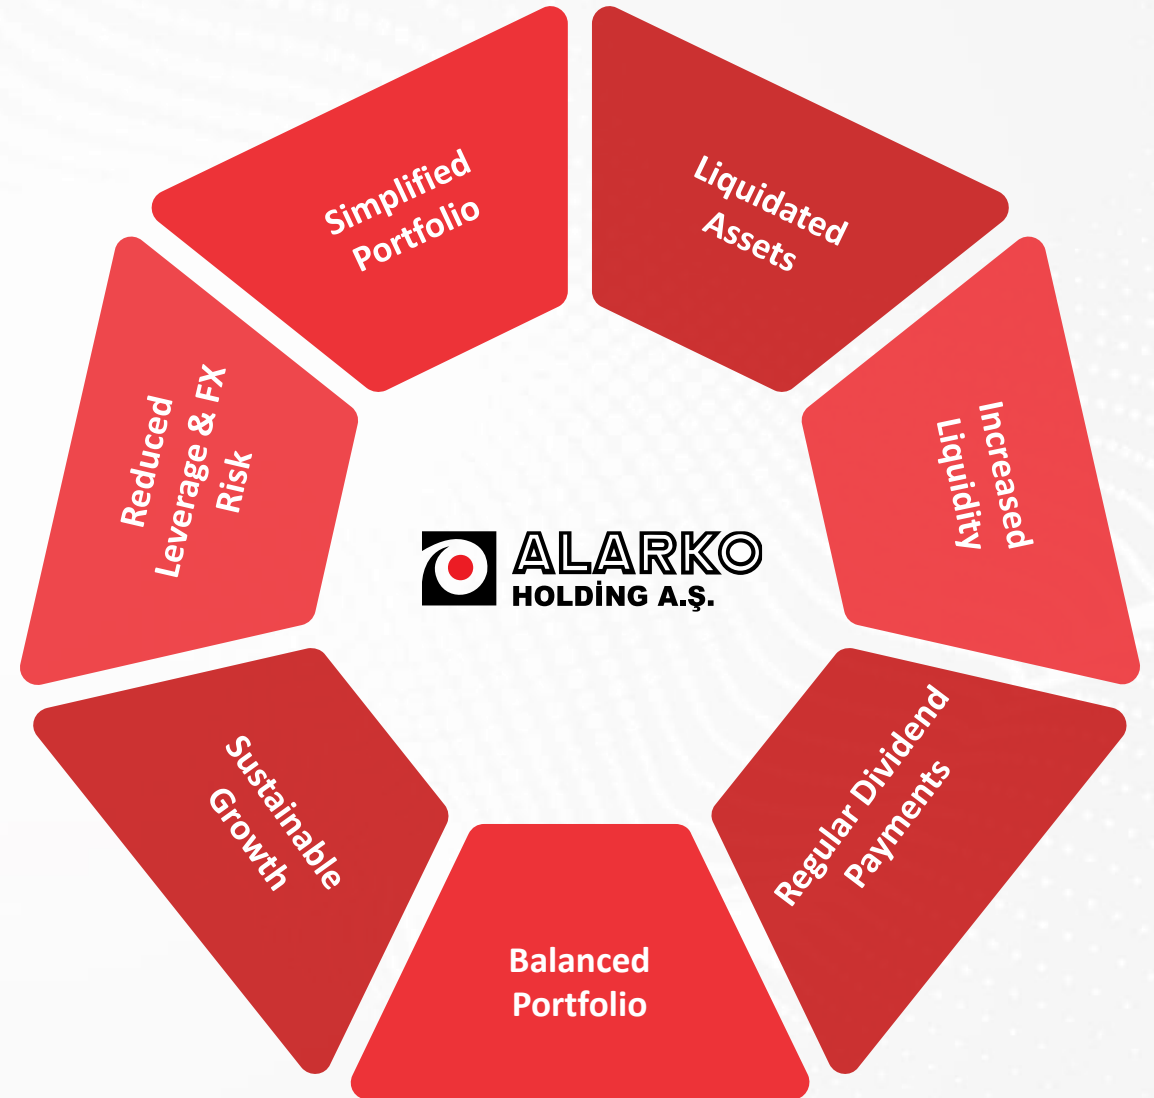 Simplified
Portfolio
Liquidated
Assets
Increased
Liquidity
Regular Dividend
Payments
Balanced
Portfolio
Sustainable
Growth
Reduced
Leverage & FX
Risk
ALARKO
HOLDİNG A.Ş.